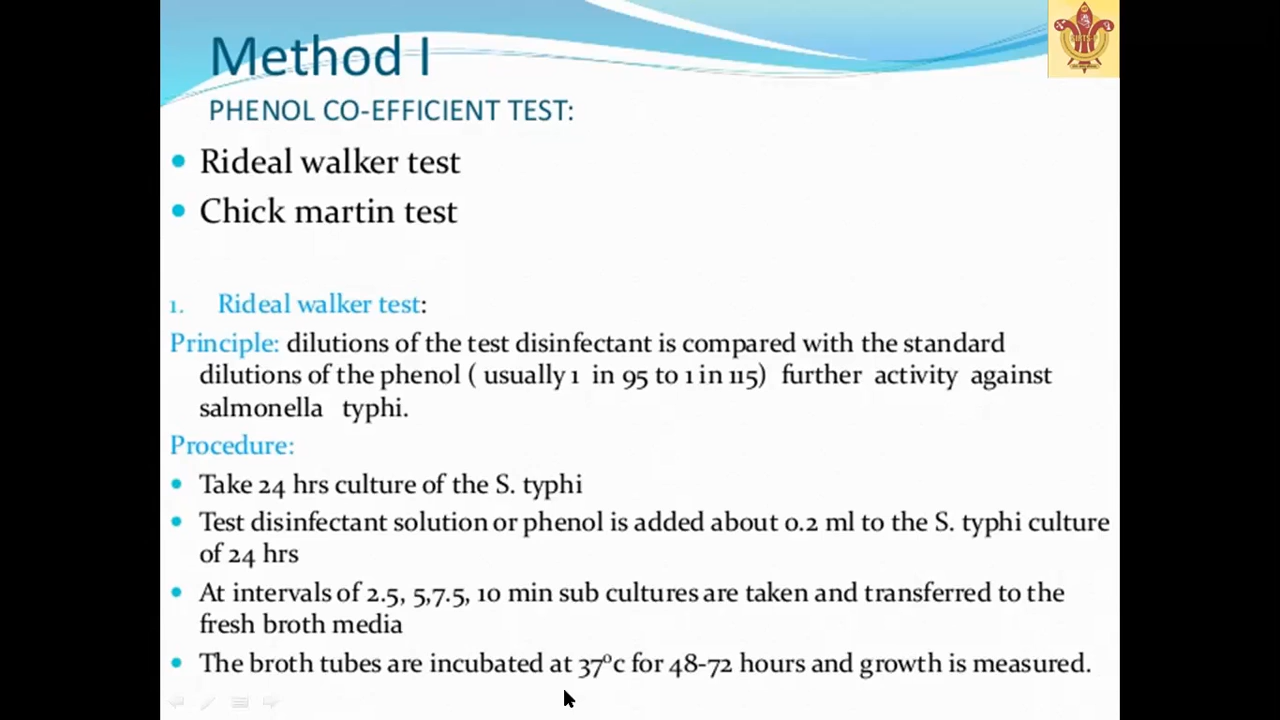 Method I
PHENOL CO-EFFICIENT TEST:
• Rideal walker test
• Chick martin test
1. Rideal walker test:
Principle: dilutions of the test disinfectant is compared with the standard
dilutions of the phenol ( usually 1 in 95 to 1 in 115) further activity against
salmonella typhi.
Procedure:
• Take 24 hrs culture of the S. typhi
• Test disinfectant solution or phenol is added about 0.2 ml to the S. typhi culture
of 24 hrs
• At intervals of 2.5, 5,7.5, 10 min sub cultures are taken and transferred to the
fresh broth media
• The broth tubes are incubated at 37⁰c for 48-72 hours and growth is measured.